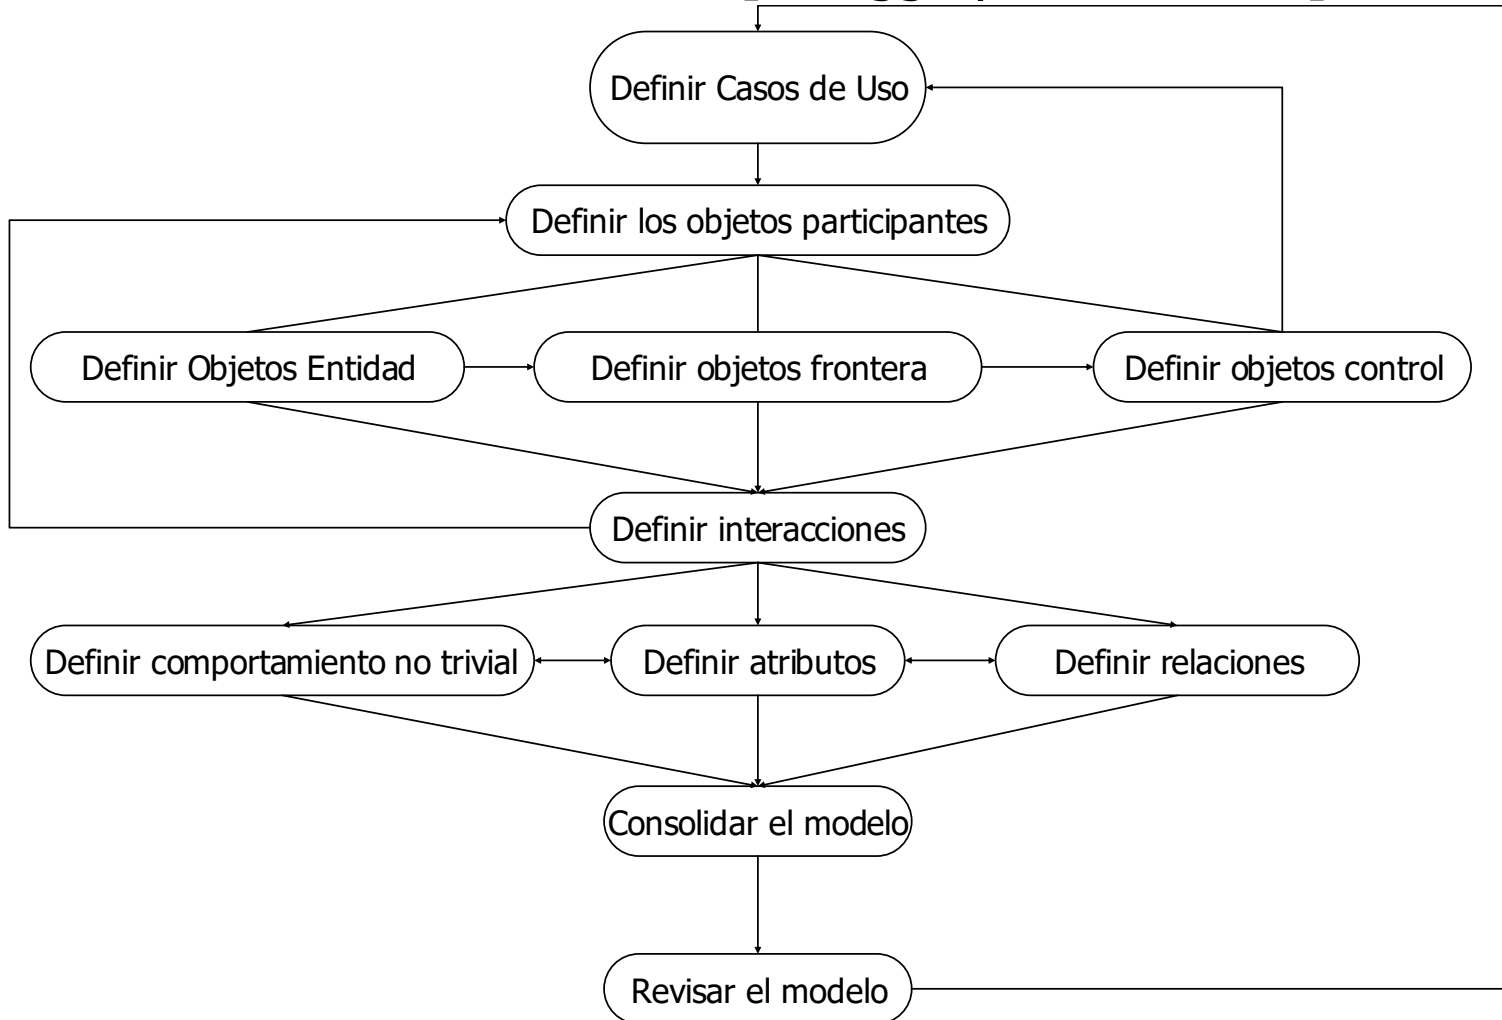 Definir Casos de Uso
Definir los objetos participantes
Definir Objetos Entidad
Definir objetos frontera
Definir objetos control
Definir interacciones
Definir comportamiento no trivial
Definir atributos
Definir relaciones
Consolidar el modelo
Revisar el modelo